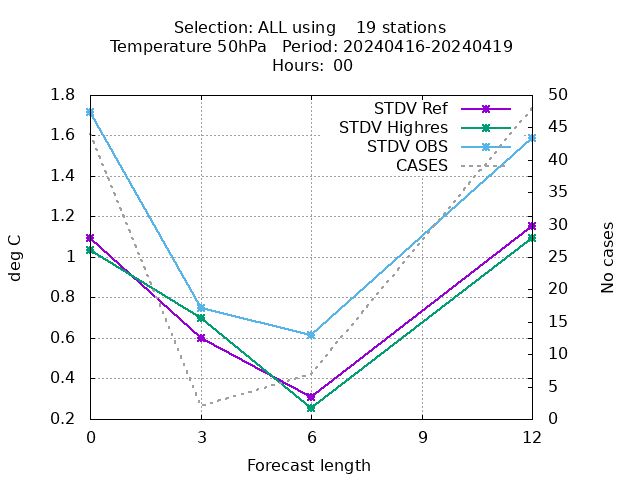 Selection: ALL using    19 stations
Temperature 50hPa   Period: 20240416-20240419
Hours:  00
STDV Ref
STDV Highres
STDV OBS
CASES
deg C
1.8
1.6
1.4
1.2
1
0.8
0.6
0.4
0.2
50
45
40
35
30
25
20
15
10
5
0
No cases
0 3 6 9 12
Forecast length